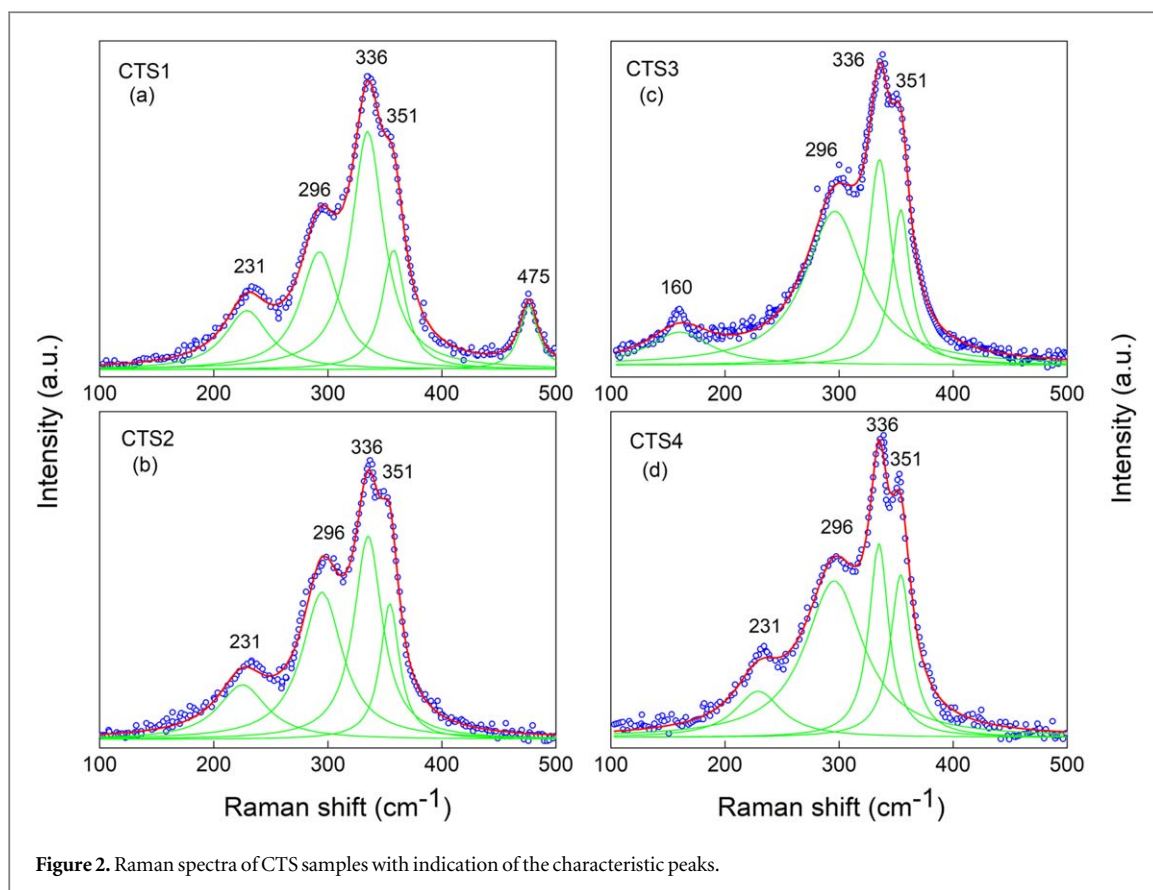 CTS1
(a)
231
296
336
351
475
100 200 300 400 500
CTS3
(c)
160
296
336
351
100 200 300 400 500
CTS2
(b)
231
296
336
351
100 200 300 400 500
Raman shift (cm⁻¹)
CTS4
(d)
231
296
336
351
100 200 300 400 500
Raman shift (cm⁻¹)
Intensity (a.u.)
Intensity (a.u.)
Figure 2. Raman spectra of CTS samples with indication of the characteristic peaks.